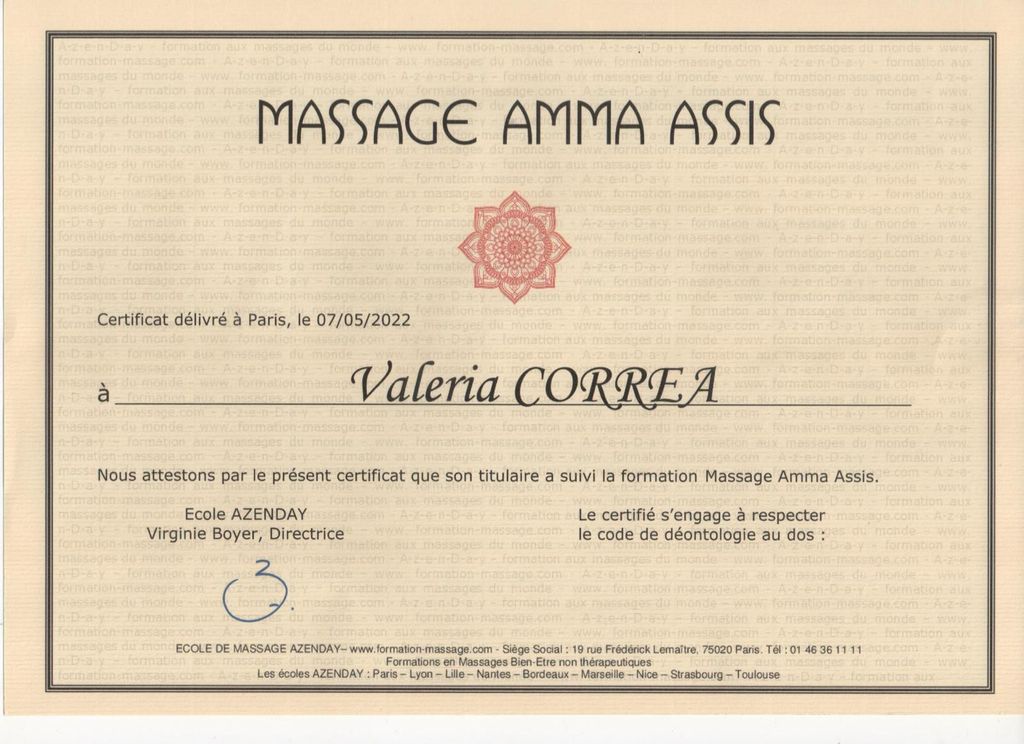 MASSAGE AMMA ASSIS
Certificat délivré à Paris, le 07/05/2022
à Valeria CORREA
Nous attestons par le présent certificat que son titulaire a suivi la formation Massage Amma Assis.
Ecole AZENDAY
Virginie Boyer, Directrice
Le certifié s'engage à respecter
le code de déontologie au dos :
ECOLE DE MASSAGE AZENDAY– www.formation-massage.com - Siège Social : 19 rue Frédérick Lemaître, 75020 Paris. Tél : 01 46 36 11 11
Formations en Massages Bien-Etre non thérapeutiques
Les écoles AZENDAY : Paris – Lyon – Lille – Nantes – Bordeaux – Marseille – Nice – Strasbourg – Toulouse